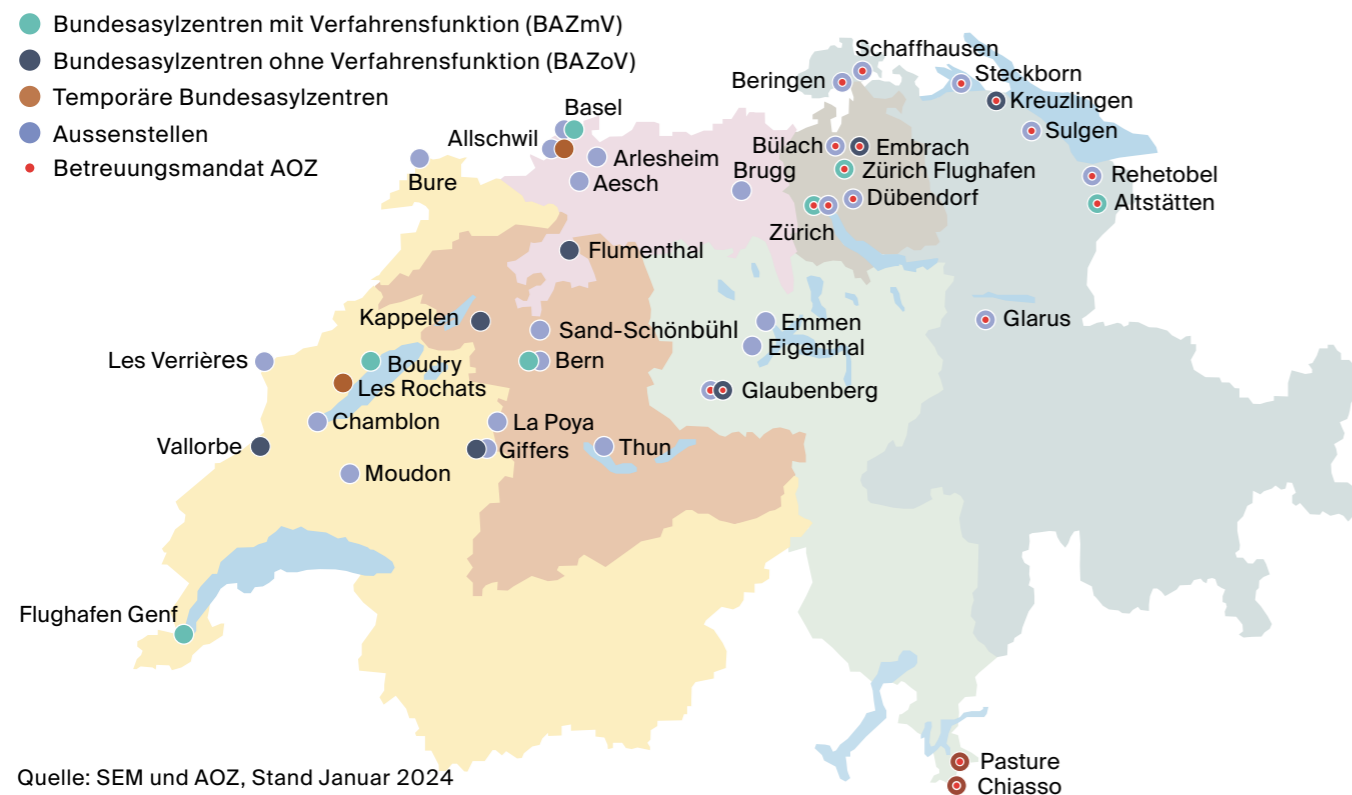 Bundesasylzentren mit Verfahrensfunktion (BAZmV)
Bundesasylzentren ohne Verfahrensfunktion (BAZoV)
Temporäre Bundesasylzentren
Aussenstellen
Betreuungsmandat AOZ
Schaffhausen
Beringen
Steckborn
Kreuzlingen
Basel
Allschwil
Sulgen
Bülach
Embrach
Arlesheim
Zürich Flughafen
Brugg
Rehetobel
Bure
Aesch
Dübendorf
Altstätten
Zürich
Flumenthal
Kappelen
Sand-Schönbühl
Emmen
Glarus
Eigenthal
Les Verrières
Boudry
Bern
Les Rochats
Glaubenberg
Chamblon
La Poya
Vallorbe
Giffers
Thun
Moudon
Flughafen Genf
Pasture
Quelle: SEM und AOZ, Stand Januar 2024
Chiasso